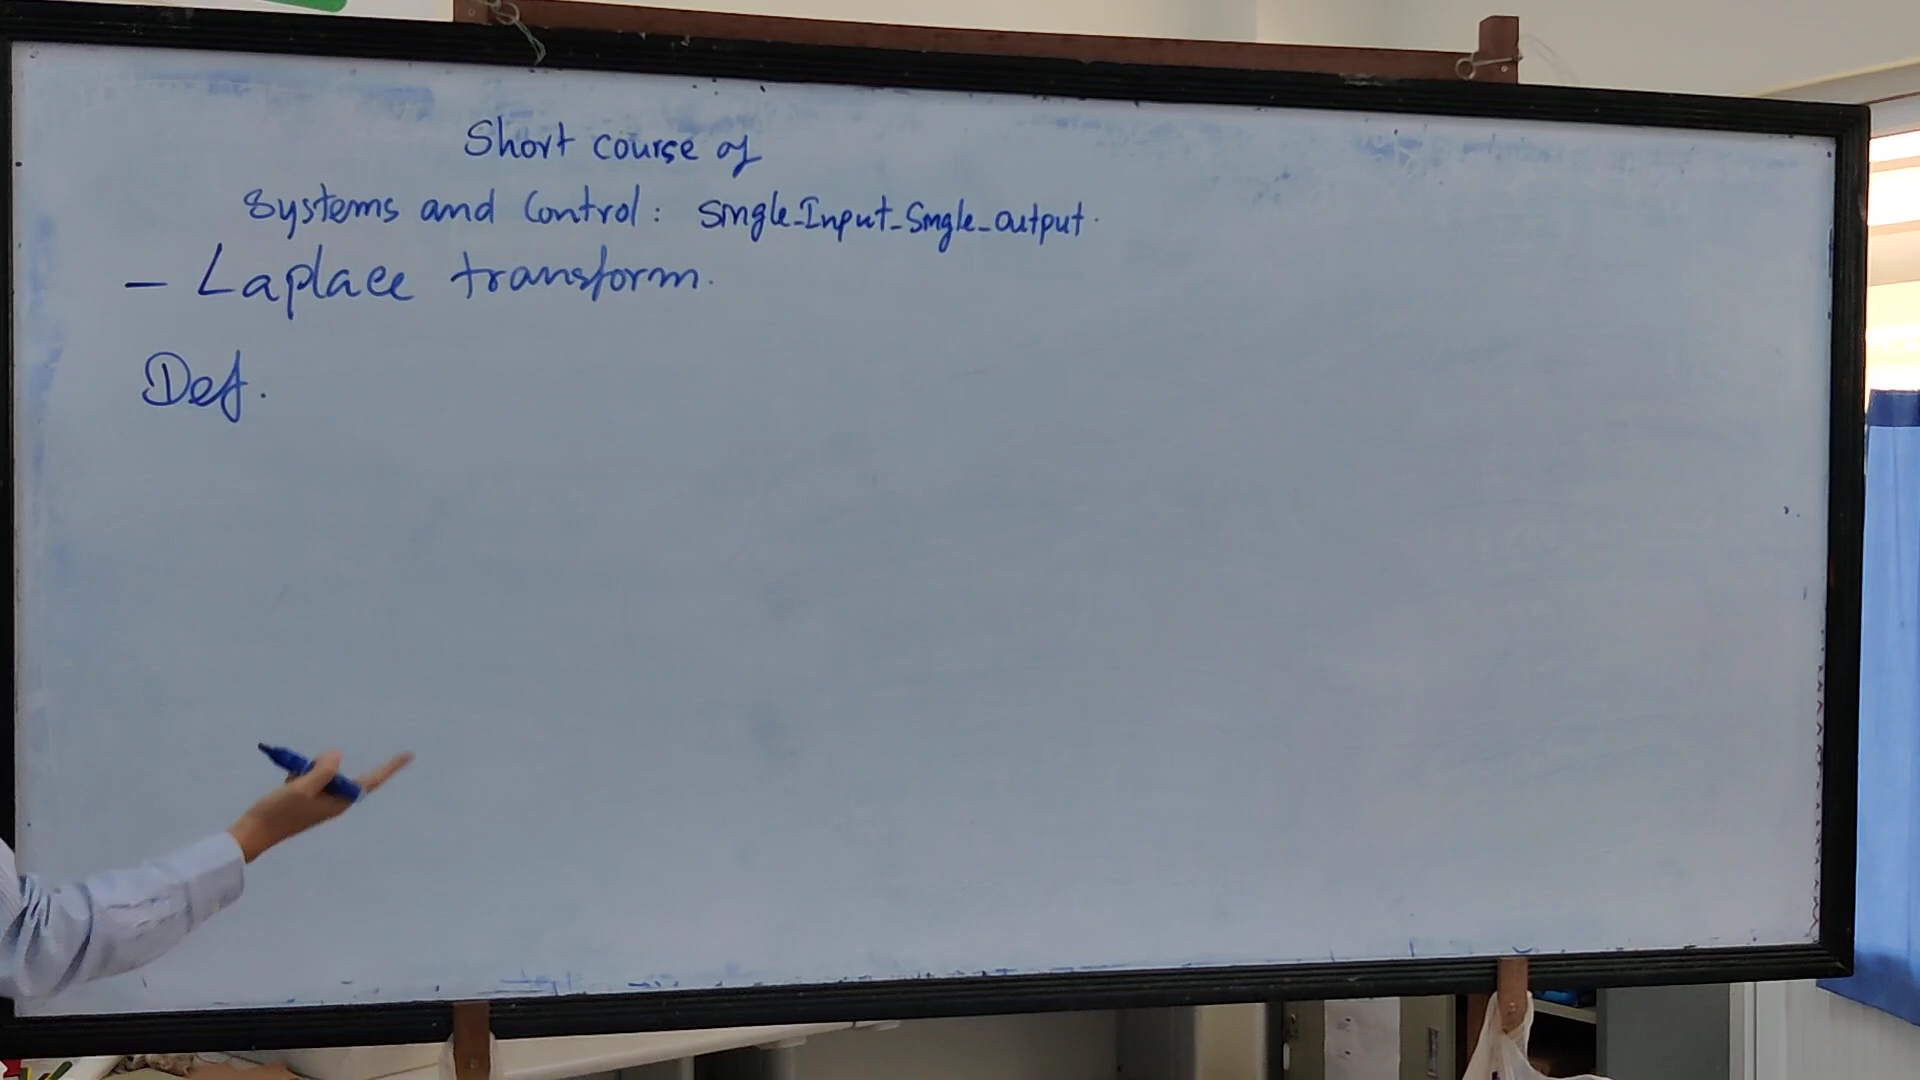 Short course of
Systems and Control: Single-Input-Single-output.
- Laplace transform.
Def.